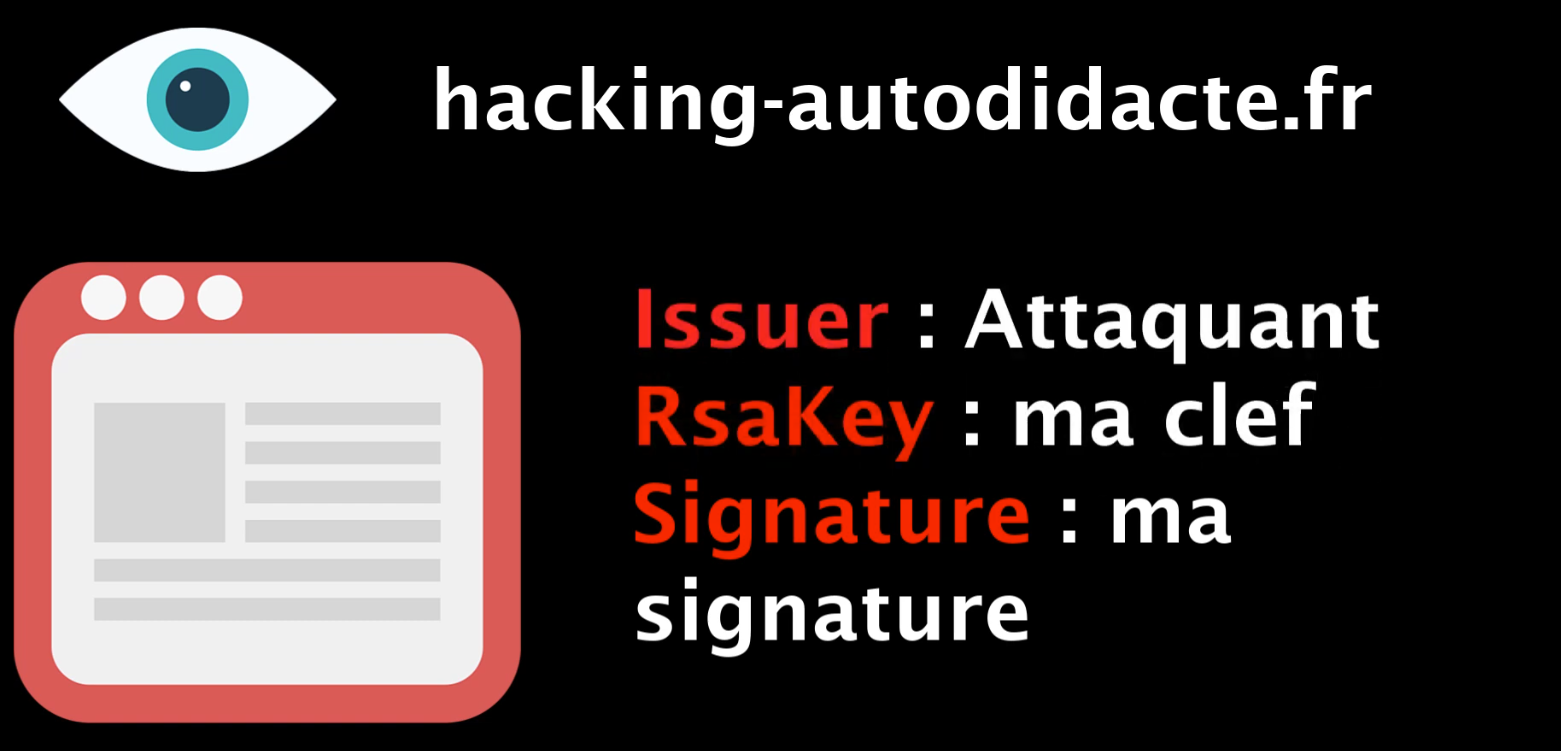 hacking-autodidacte.fr
Issuer : Attaquant
RsaKey : ma clef
Signature : ma
signature